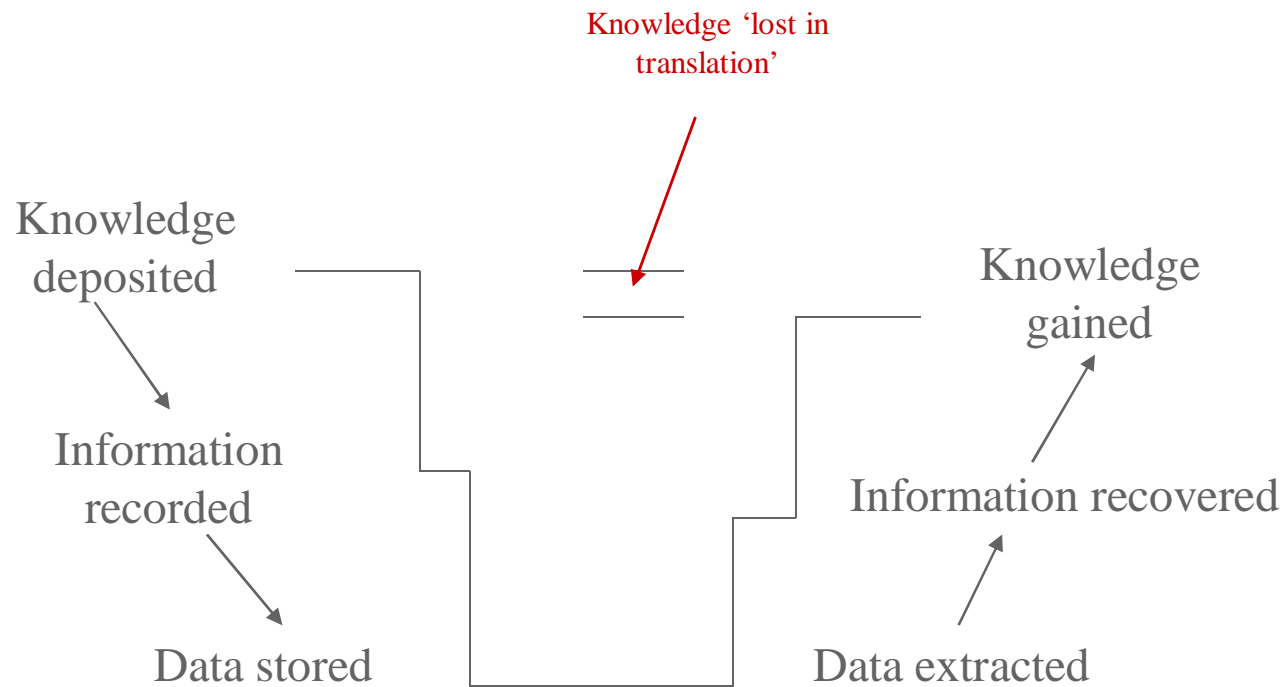 Knowledge ‘lost in
translation’
Knowledge
deposited
Information
recorded
Data stored
Knowledge
gained
Information recovered
Data extracted